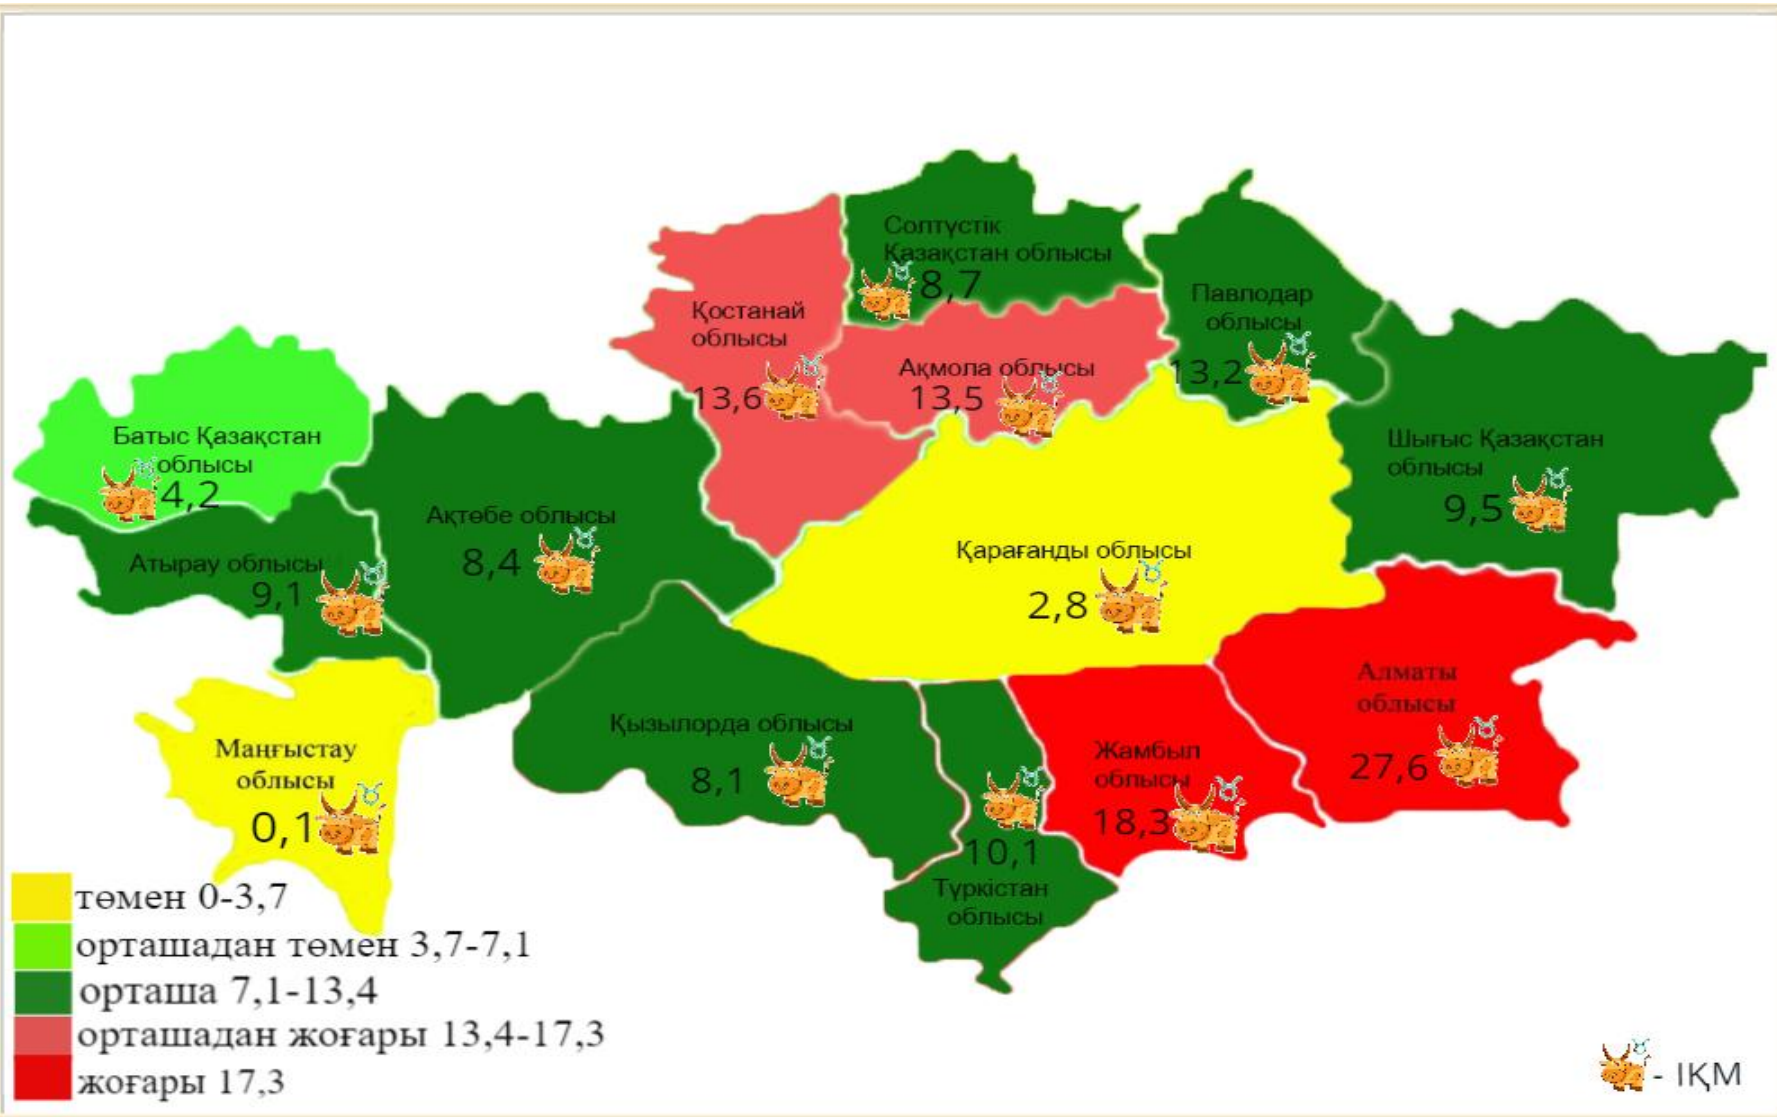 Солтүстік
Қазақстан облысы
8,7
Павлодар
облысы
13,2
Қостанай
облысы
13,6
Ақмола облысы
13,5
Батыс Қазақстан
облысы
4,2
Шығыс Қазақстан
облысы
9,5
Ақтөбе облысы
8,4
Атырау облысы
9,1
Қарағанды облысы
2,8
Алматы
облысы
27,6
Қызылорда облысы
8,1
Маңғыстау
облысы
0,1
Жамбыл
облысы
18,3
10,1
Түркістан
облысы
төмен 0-3,7
орташадан төмен 3,7-7,1
орташа 7,1-13,4
орташадан жоғары 13,4-17,3
жоғары 17,3
- ІҚМ